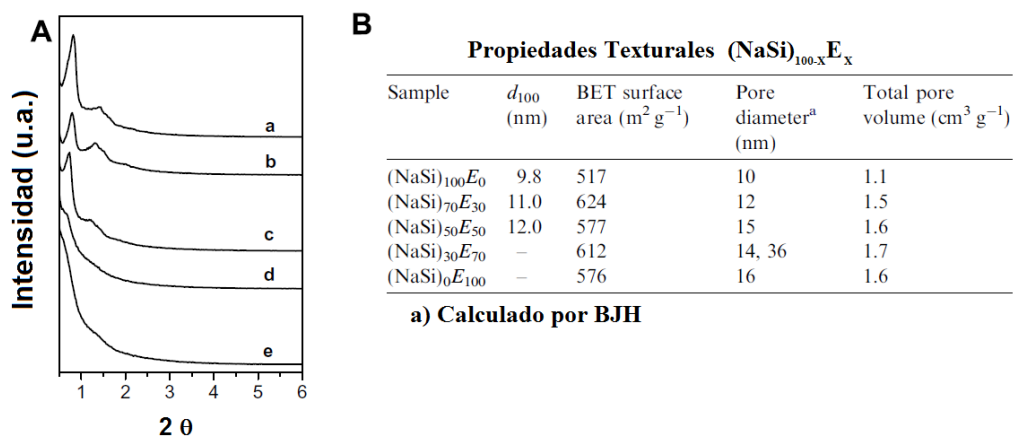 A
Intensidad (u.a.)
a
b
c
d
e
1 2 3 4 5 6
2 θ
B
Propiedades Texturales (NaSi)100-XEX
Sample d100 (nm) BET surface area (m² g⁻¹) Pore diameterᵃ (nm) Total pore volume (cm³ g⁻¹)
(NaSi)100E0 9.8 517 10 1.1
(NaSi)70E30 11.0 624 12 1.5
(NaSi)50E50 12.0 577 15 1.6
(NaSi)30E70 – 612 14, 36 1.7
(NaSi)0E100 – 576 16 1.6
a) Calculado por BJH